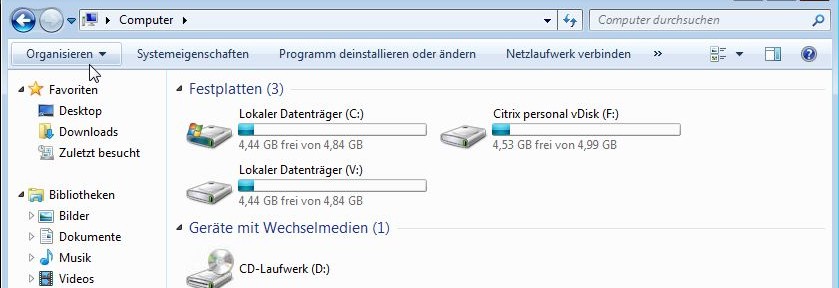 Computer
Computer durchsuchen
Organisieren Systemeigenschaften Programm deinstallieren oder ändern Netzlaufwerk verbinden »
Favoriten
Desktop
Downloads
Zuletzt besucht
Bibliotheken
Bilder
Dokumente
Musik
Videos
Festplatten (3)
Lokaler Datenträger (C:)
4,44 GB frei von 4,84 GB
Citrix personal vDisk (F:)
4,53 GB frei von 4,99 GB
Lokaler Datenträger (V:)
4,44 GB frei von 4,84 GB
Geräte mit Wechselmedien (1)
CD-Laufwerk (D:)